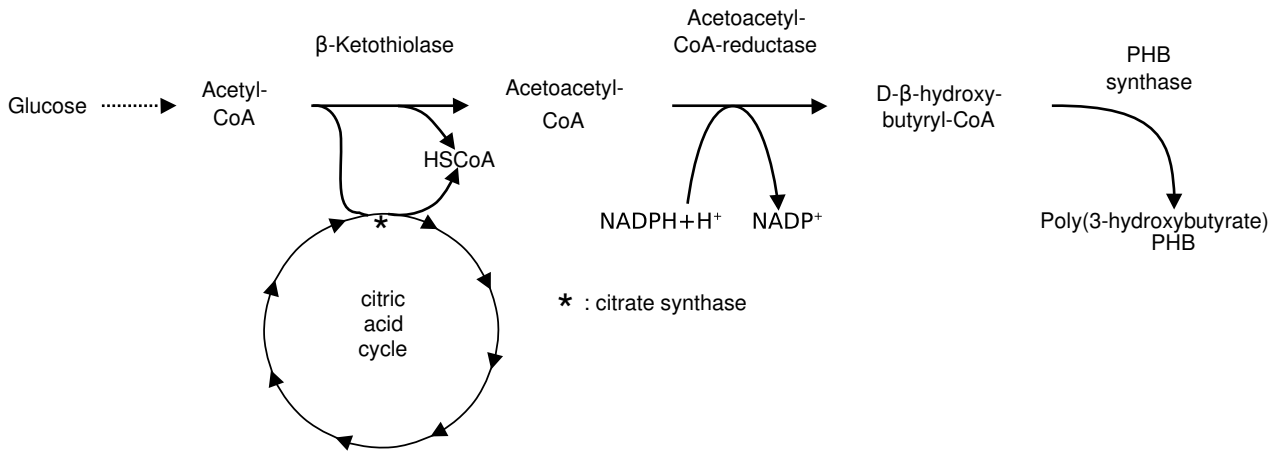 Acetoacetyl-
CoA-reductase
β-Ketothiolase
PHB
synthase
Glucose
Acetyl-
CoA
Acetoacetyl-
CoA
D-β-hydroxy-
butyryl-CoA
HSCoA
NADPH+H⁺
NADP⁺
Poly(3-hydroxybutyrate)
PHB
*
citric
acid
cycle
* : citrate synthase